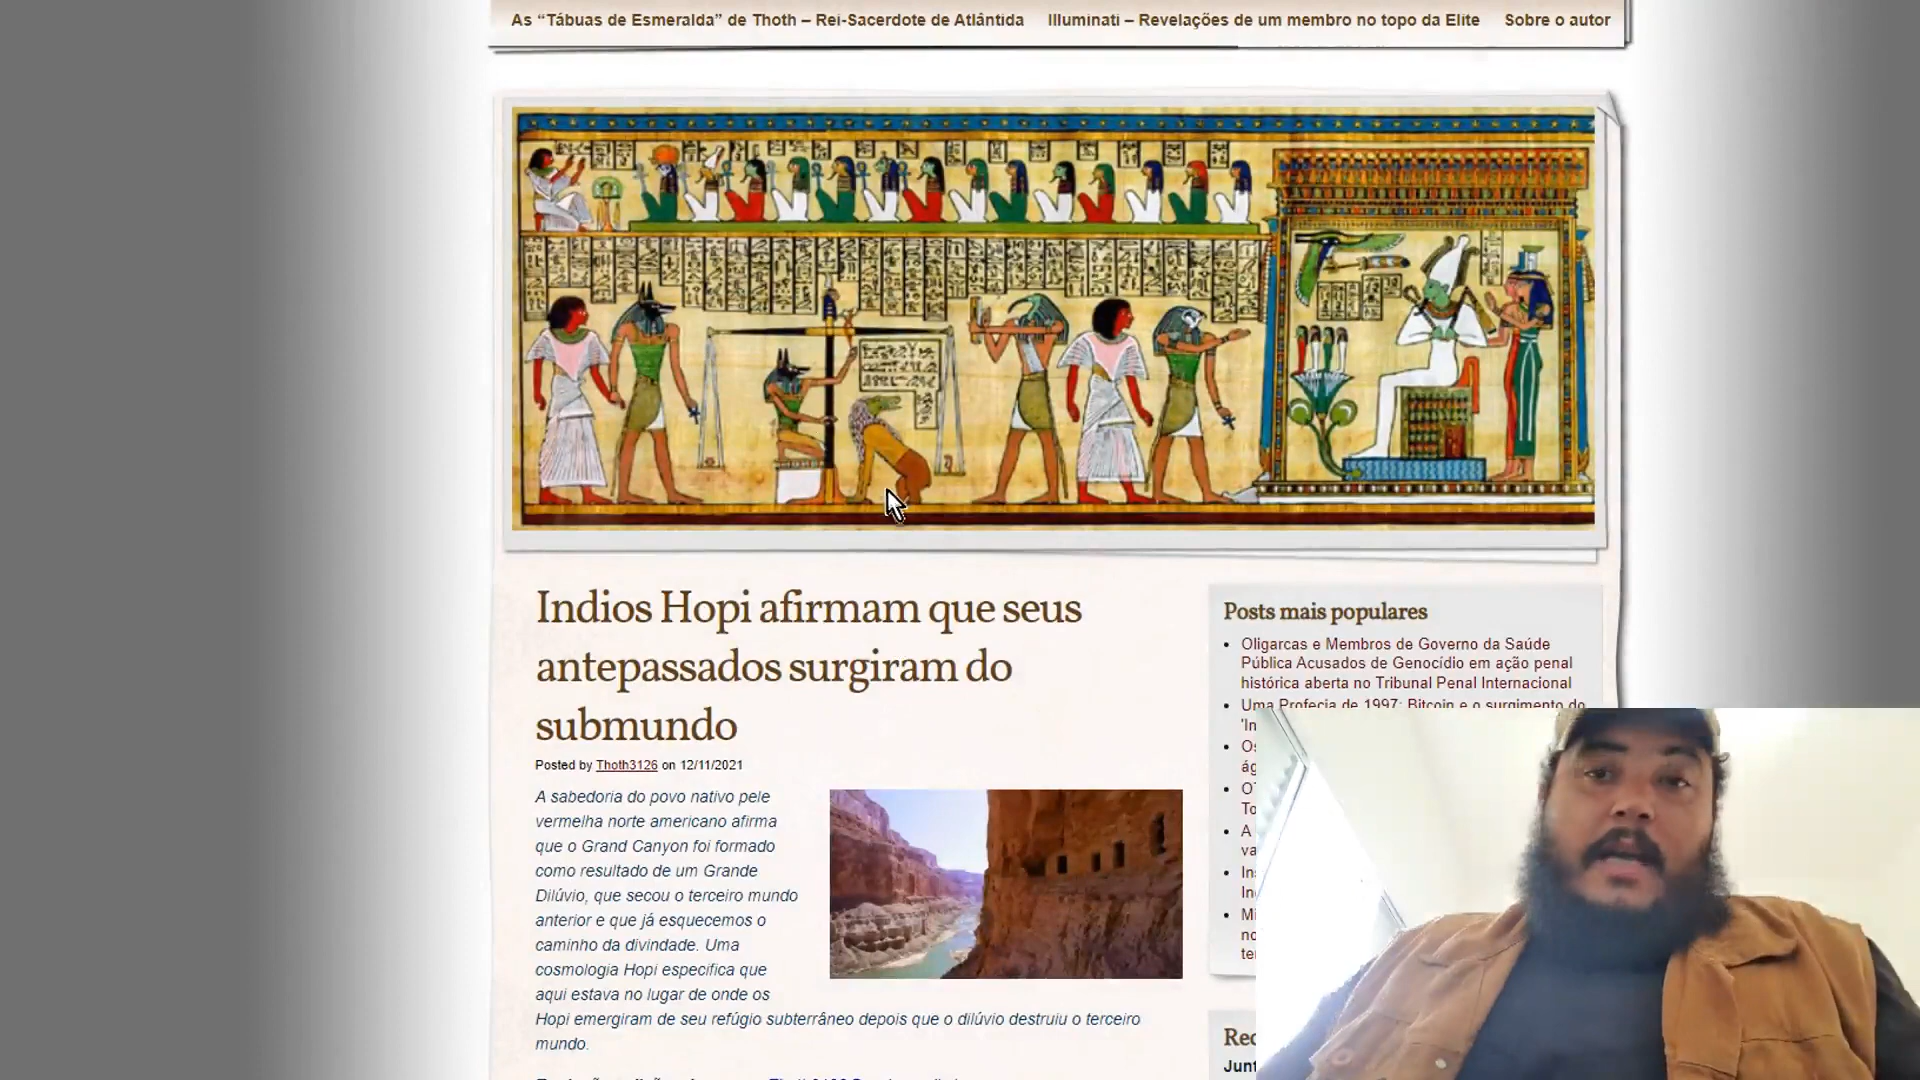 As “Tábuas de Esmeralda” de Thoth – Rei-Sacerdote de Atlântida Illuminati – Revelações de um membro no topo da Elite Sobre o autor
Indios Hopi afirmam que seus
antepassados surgiram do
submundo
Posted by Thoth3126 on 12/11/2021
A sabedoria do povo nativo pele
vermelha norte americano afirma
que o Grand Canyon foi formado
como resultado de um Grande
Dilúvio, que secou o terceiro mundo
anterior e que já esquecemos o
caminho da divindade. Uma
cosmologia Hopi especifica que
aqui estava no lugar de onde os
Hopi emergiram de seu refúgio subterrâneo depois que o dilúvio destruiu o terceiro
mundo.
Posts mais populares
Oligarcas e Membros de Governo da Saúde
Pública Acusados de Genocídio em ação penal
histórica aberta no Tribunal Penal Internacional
Uma Profecia de 1997: Bitcoin e o surgimento do